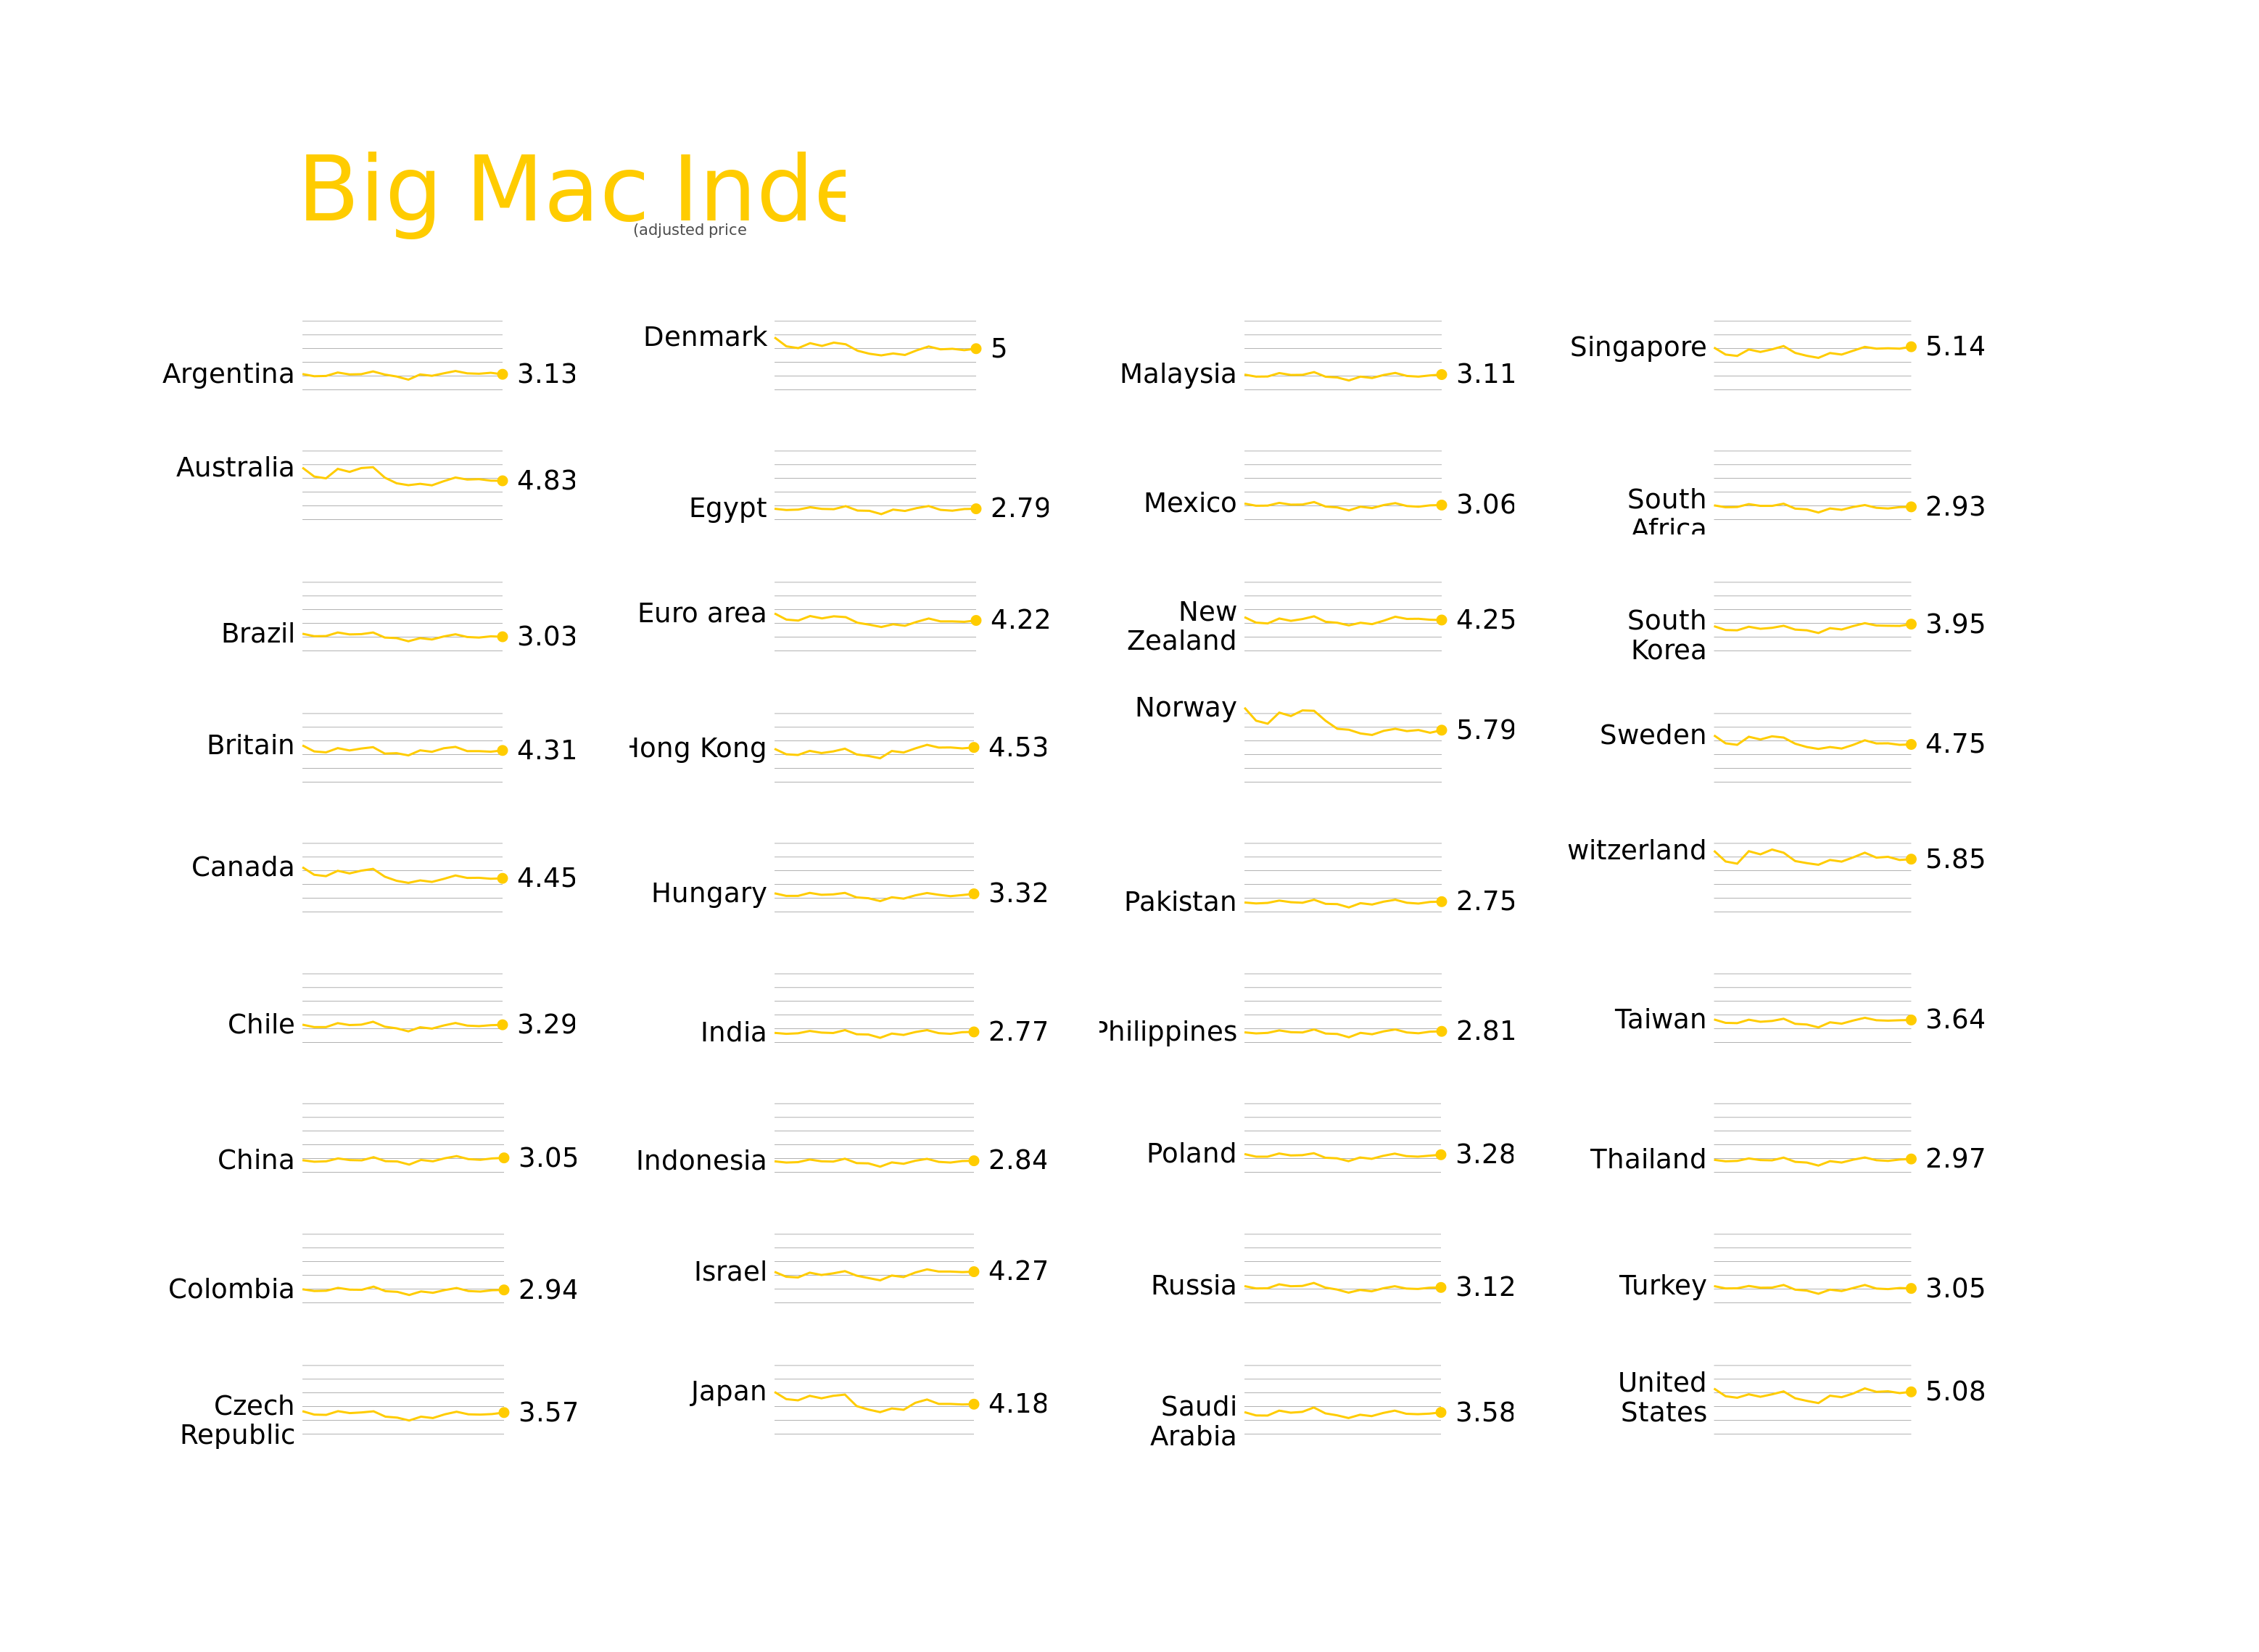 Big Mac Inde
(adjusted price
Argentina 3.13
Denmark 5
Malaysia 3.11
Singapore 5.14
Australia 4.83
Egypt 2.79
Mexico 3.06
South
Africa
2.93
Brazil 3.03
Euro area 4.22
New
Zealand
4.25
South
Korea
3.95
Britain 4.31
Hong Kong 4.53
Norway 5.79
Sweden 4.75
Canada 4.45
Hungary 3.32
Pakistan 2.75
witzerland 5.85
Chile 3.29
India 2.77
Philippines 2.81
Taiwan 3.64
China 3.05
Indonesia 2.84
Poland 3.28
Thailand 2.97
Colombia 2.94
Israel 4.27
Russia 3.12
Turkey 3.05
Czech
Republic
3.57
Japan 4.18
Saudi
Arabia
3.58
United
States
5.08